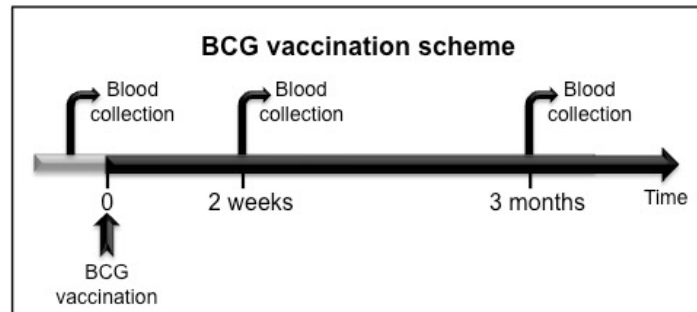 BCG vaccination scheme
Blood
collection
Blood
collection
Blood
collection
0
2 weeks
3 months
Time
BCG
vaccination